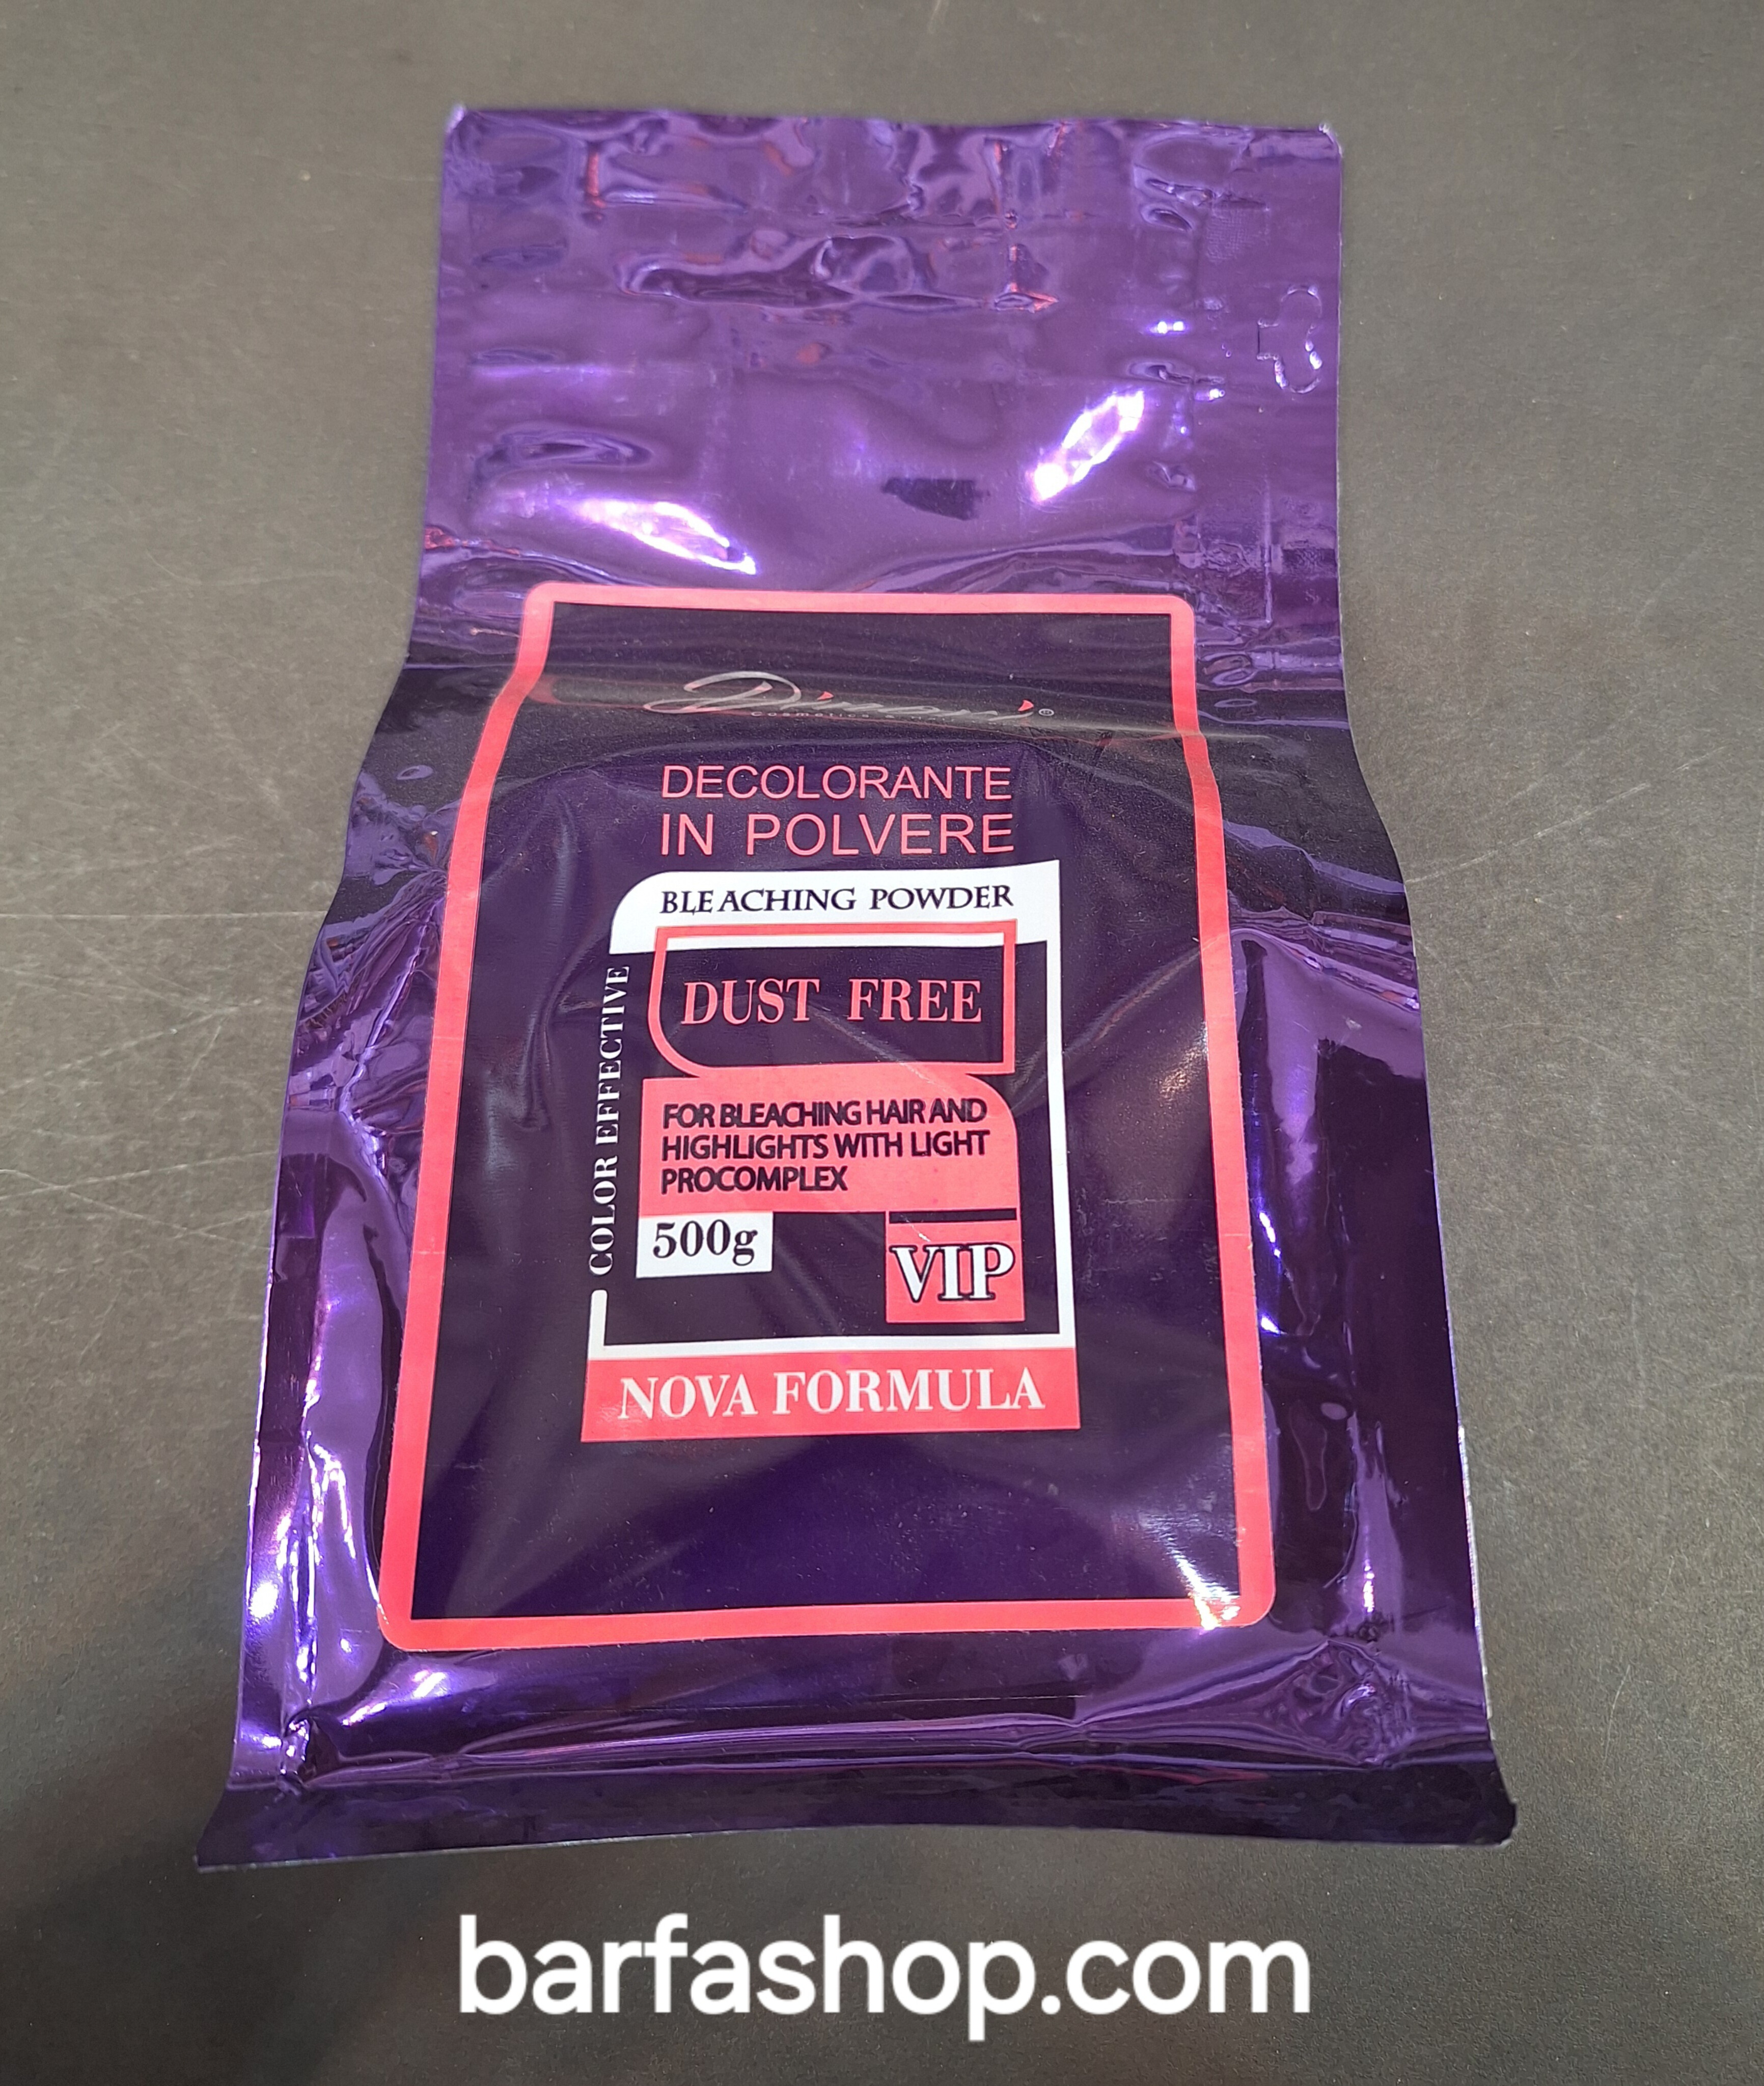 DECOLORANTE
IN POLVERE
BLEACHING POWDER
DUST FREE
COLOR EFFECTIVE
FOR BLEACHING HAIR AND
HIGHLIGHTS WITH LIGHT
PROCOMPLEX
500g
VIP
NOVA FORMULA
barfashop.com